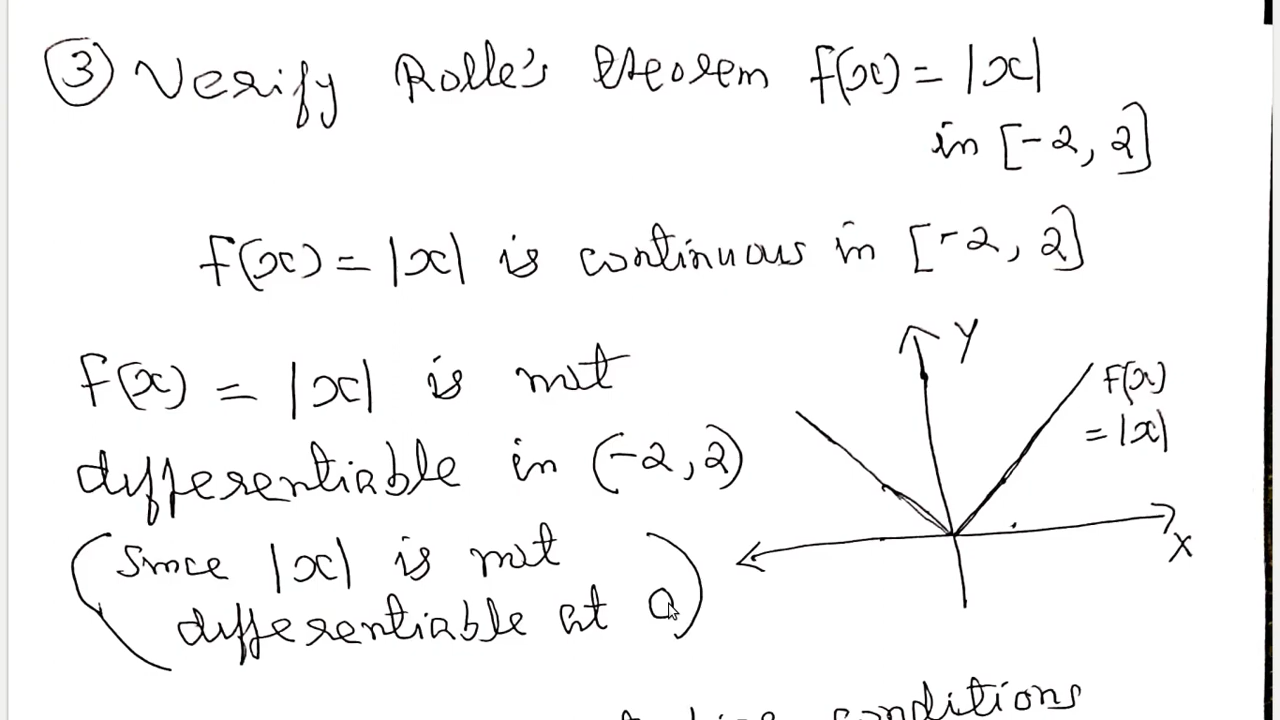 ③ Verify Rolle's theorem f(x) = |x|
in [-2, 2]
f(x) = |x| is continuous in [-2, 2]
f(x) = |x| is not
differentiable in (-2, 2)
(Since |x| is not
differentiable at 0)
Y
f(x)
= |x|
X
conditions